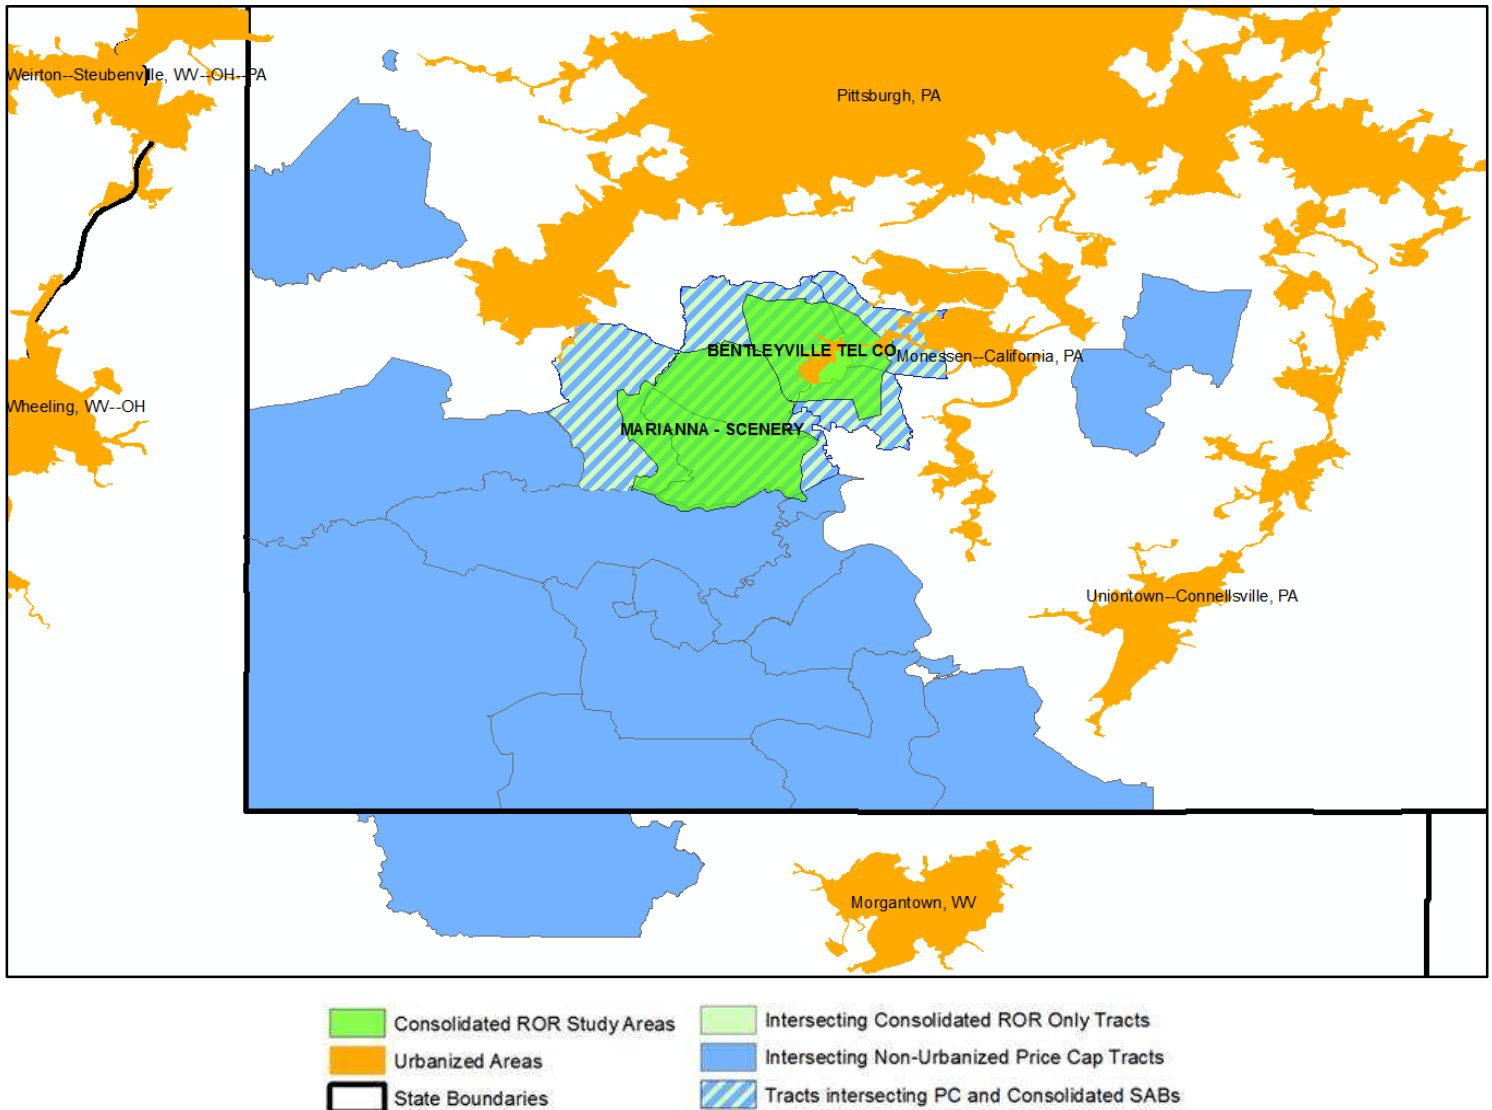 Weirton--Steubenville, WV--OH--PA
Pittsburgh, PA
BENTLEYVILLE TEL CO
Monessen--California, PA
Wheeling, WV--OH
MARIANNA - SCENERY
Uniontown--Connellsville, PA
Morgantown, WV
Consolidated ROR Study Areas
Urbanized Areas
State Boundaries
Intersecting Consolidated ROR Only Tracts
Intersecting Non-Urbanized Price Cap Tracts
Tracts intersecting PC and Consolidated SABs